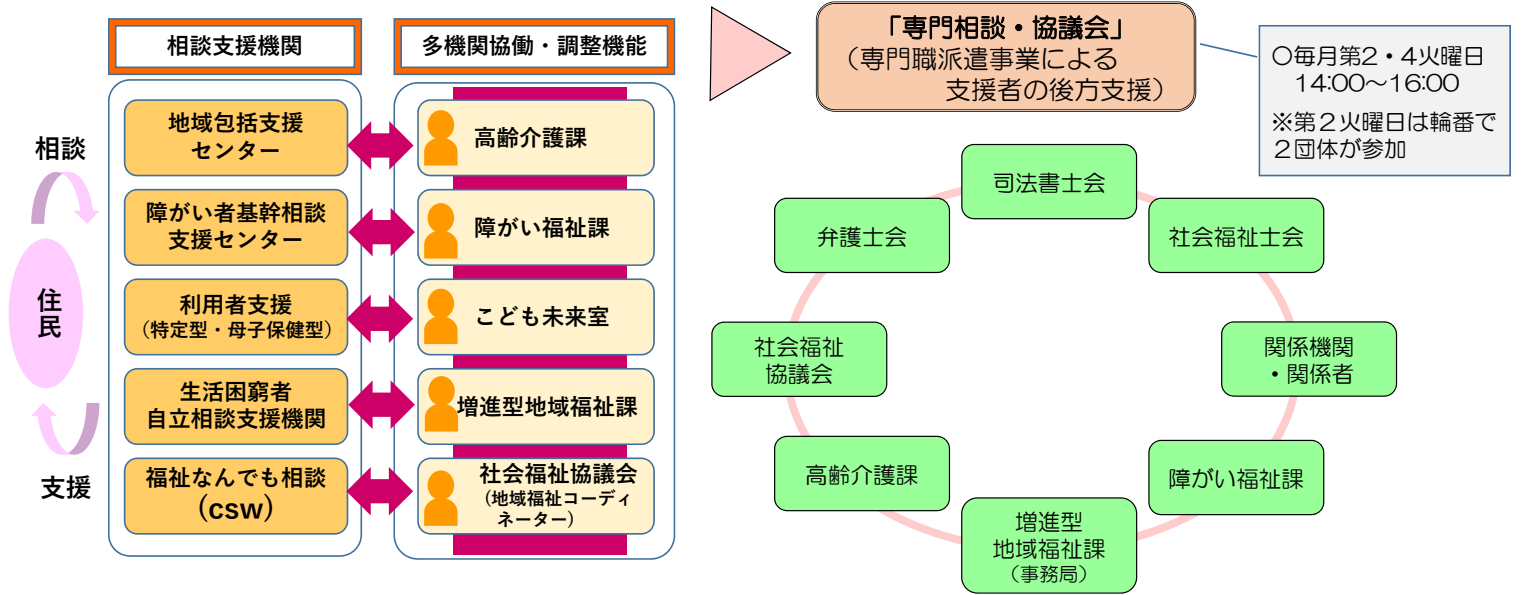 相談支援機関
多機関協働・調整機能
相談
住民
支援
地域包括支援
センター
高齢介護課
障がい者基幹相談
支援センター
障がい福祉課
利用者支援
（特定型・母子保健型）
こども未来室
生活困窮者
自立相談支援機関
増進型地域福祉課
福祉なんでも相談
（csw）
社会福祉協議会
（地域福祉コーディ
ネーター）
「専門相談・協議会」
（専門職派遣事業による
支援者の後方支援）
〇毎月第2・4火曜日
14:00～16:00
※第２火曜日は輪番で
２団体が参加
司法書士会
弁護士会
社会福祉士会
社会福祉
協議会
関係機関
・関係者
高齢介護課
障がい福祉課
増進型
地域福祉課
（事務局）